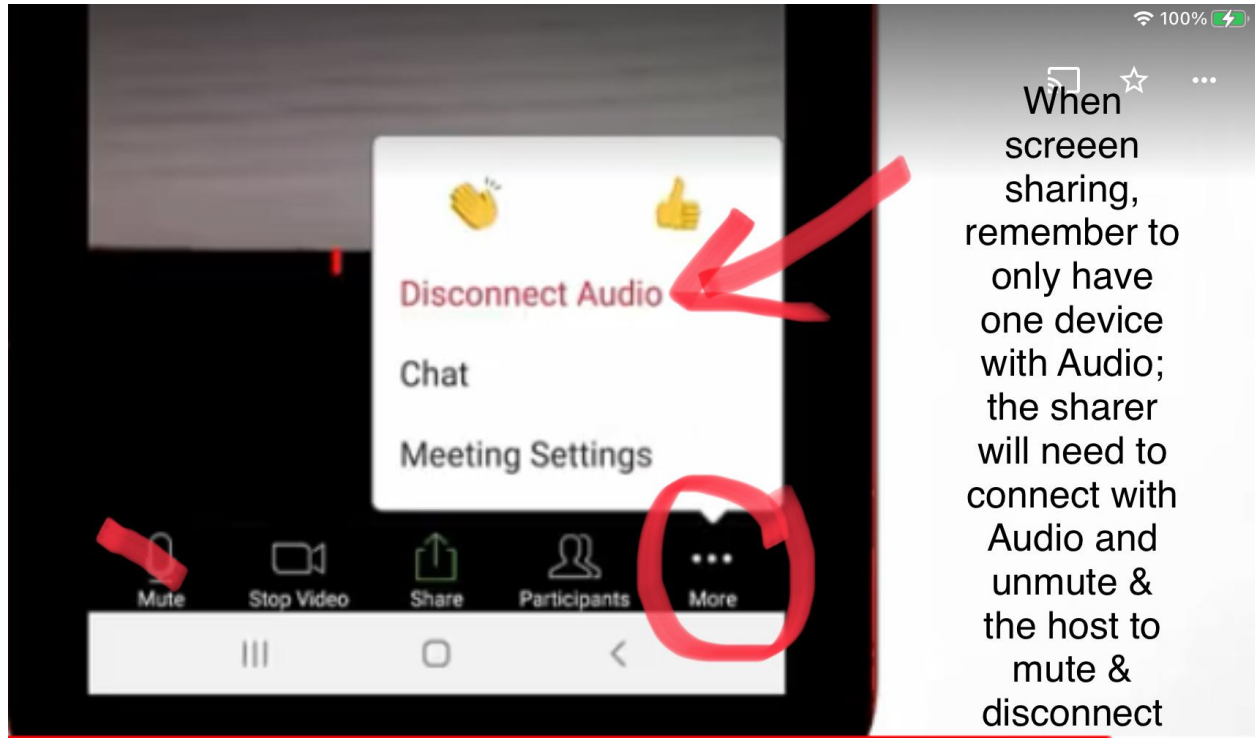 100%
When
screeen
sharing,
remember to
only have
one device
with Audio;
the sharer
will need to
connect with
Audio and
unmute &
the host to
mute &
disconnect
Disconnect Audio
Chat
Meeting Settings
Mute
Stop Video
Share
Participants
More